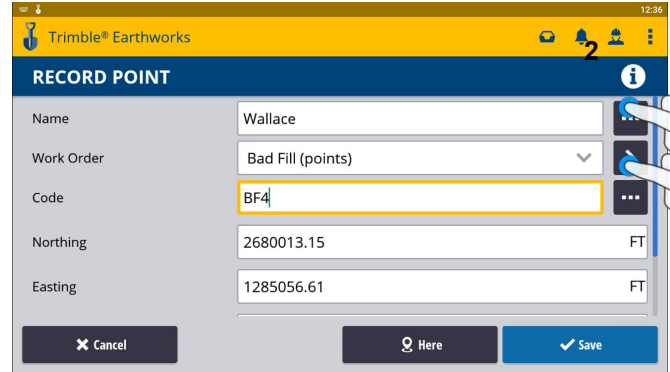 12:36
Trimble® Earthworks
2
RECORD POINT
Name Wallace
Work Order Bad Fill (points)
Code BF4
Northing 2680013.15 FT
Easting 1285056.61 FT
Cancel Here Save